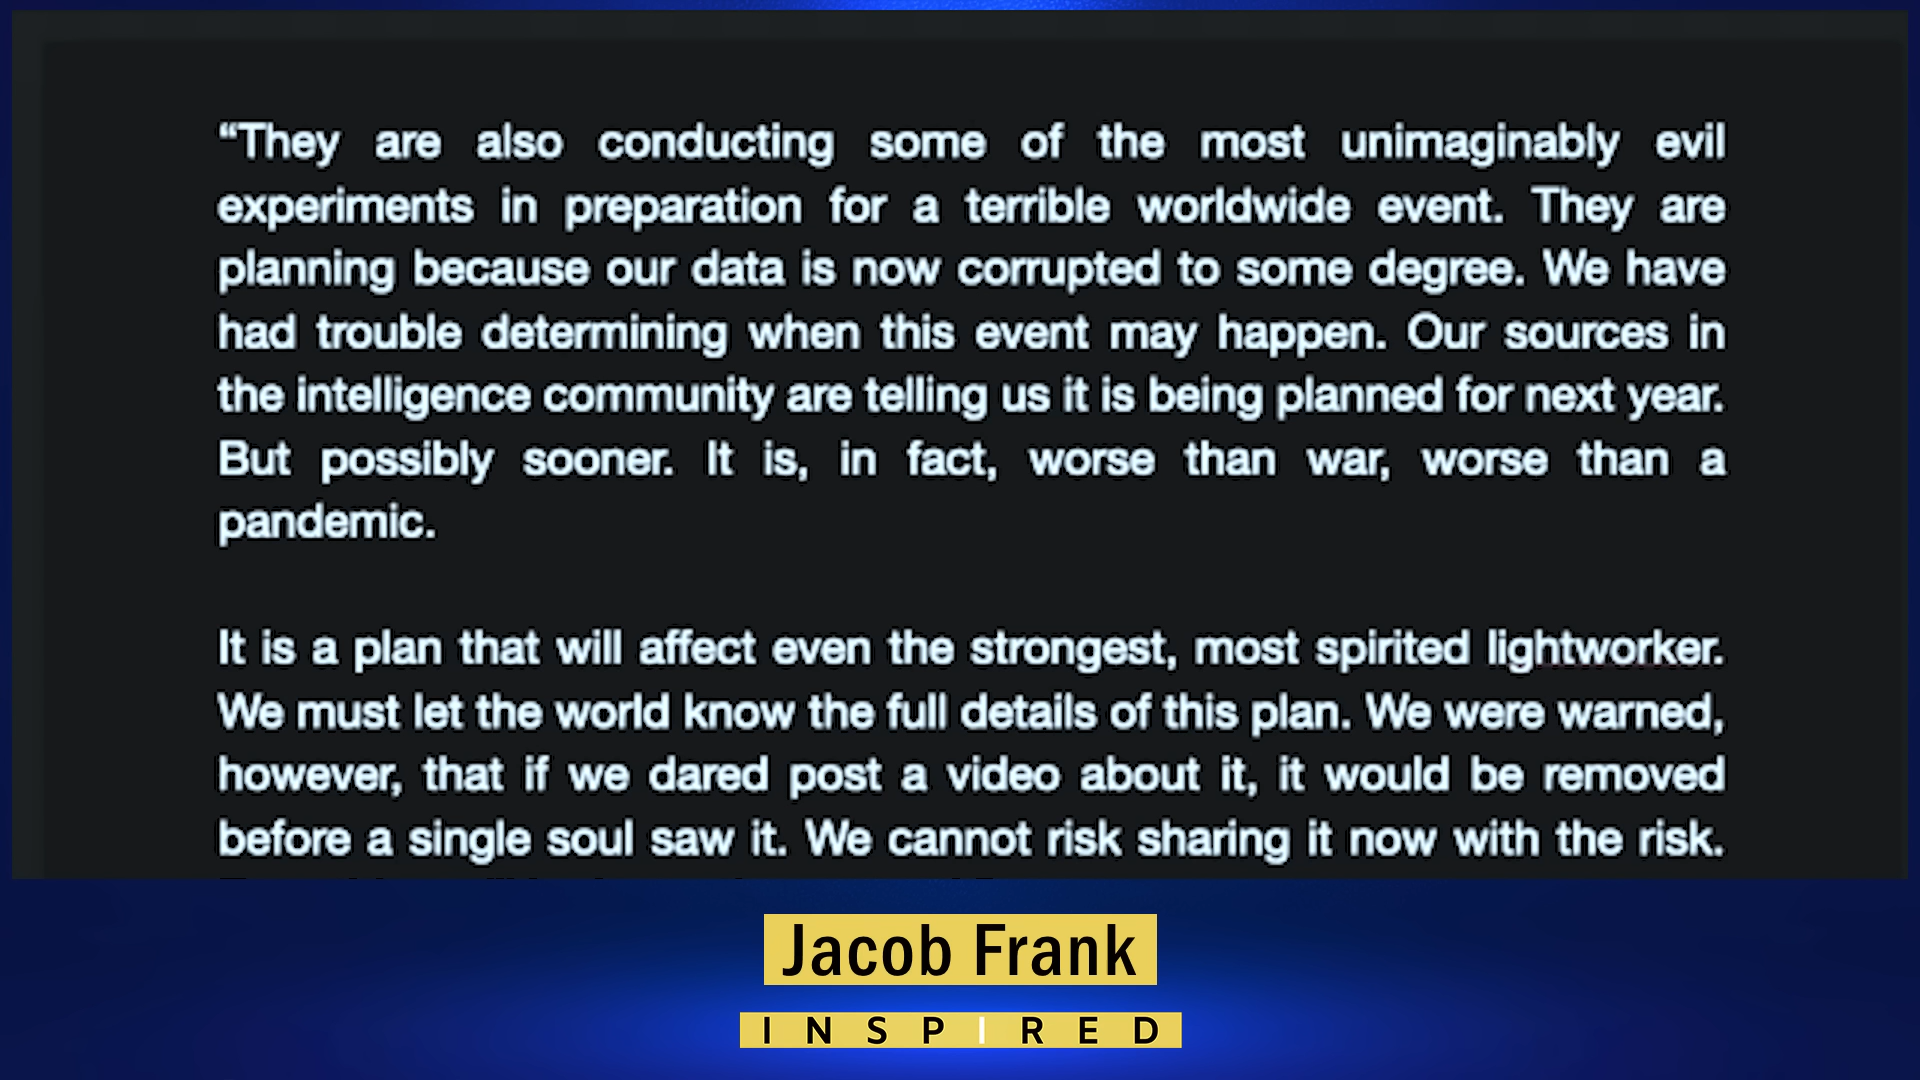 “They are also conducting some of the most unimaginably evil
experiments in preparation for a terrible worldwide event. They are
planning because our data is now corrupted to some degree. We have
had trouble determining when this event may happen. Our sources in
the intelligence community are telling us it is being planned for next year.
But possibly sooner. It is, in fact, worse than war, worse than a
pandemic.
It is a plan that will affect even the strongest, most spirited lightworker.
We must let the world know the full details of this plan. We were warned,
however, that if we dared post a video about it, it would be removed
before a single soul saw it. We cannot risk sharing it now with the risk.
Jacob Frank
INSPIRED